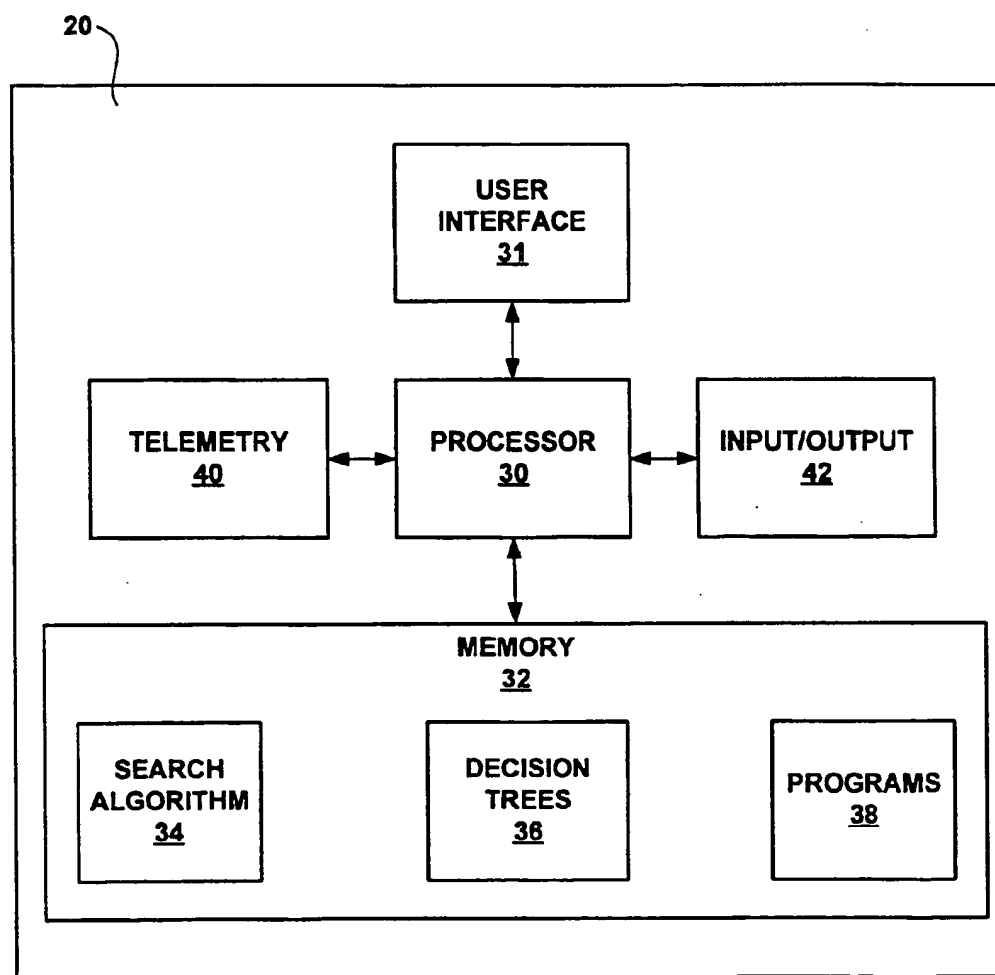 20
USER
INTERFACE
31
TELEMETRY
40
PROCESSOR
30
INPUT/OUTPUT
42
MEMORY
32
SEARCH
ALGORITHM
34
DECISION
TREES
36
PROGRAMS
38